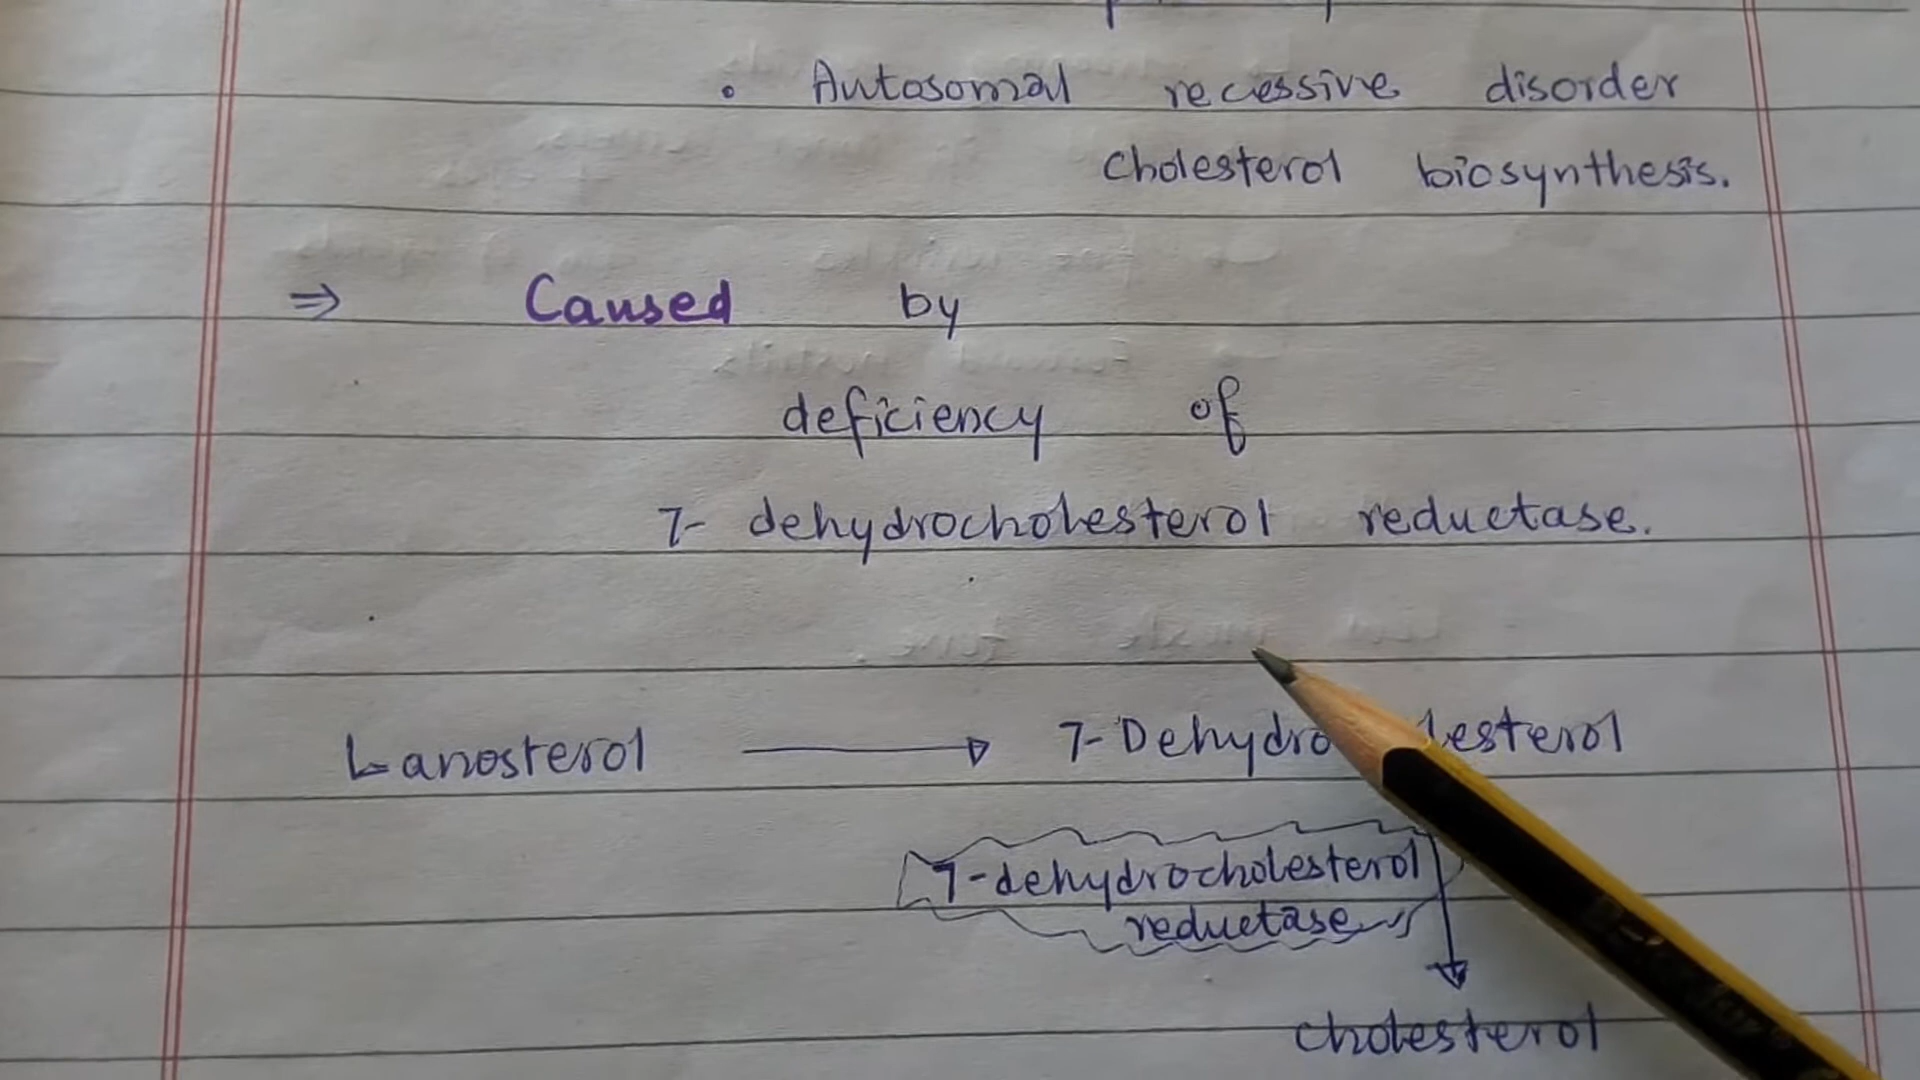 • Autosomal recessive disorder
cholesterol biosynthesis.
⇒ Caused by
deficiency of
7- dehydrocholesterol reductase.
Lanosterol → 7-Dehydro lesterol
7-dehydrocholesterol
reductase
cholesterol